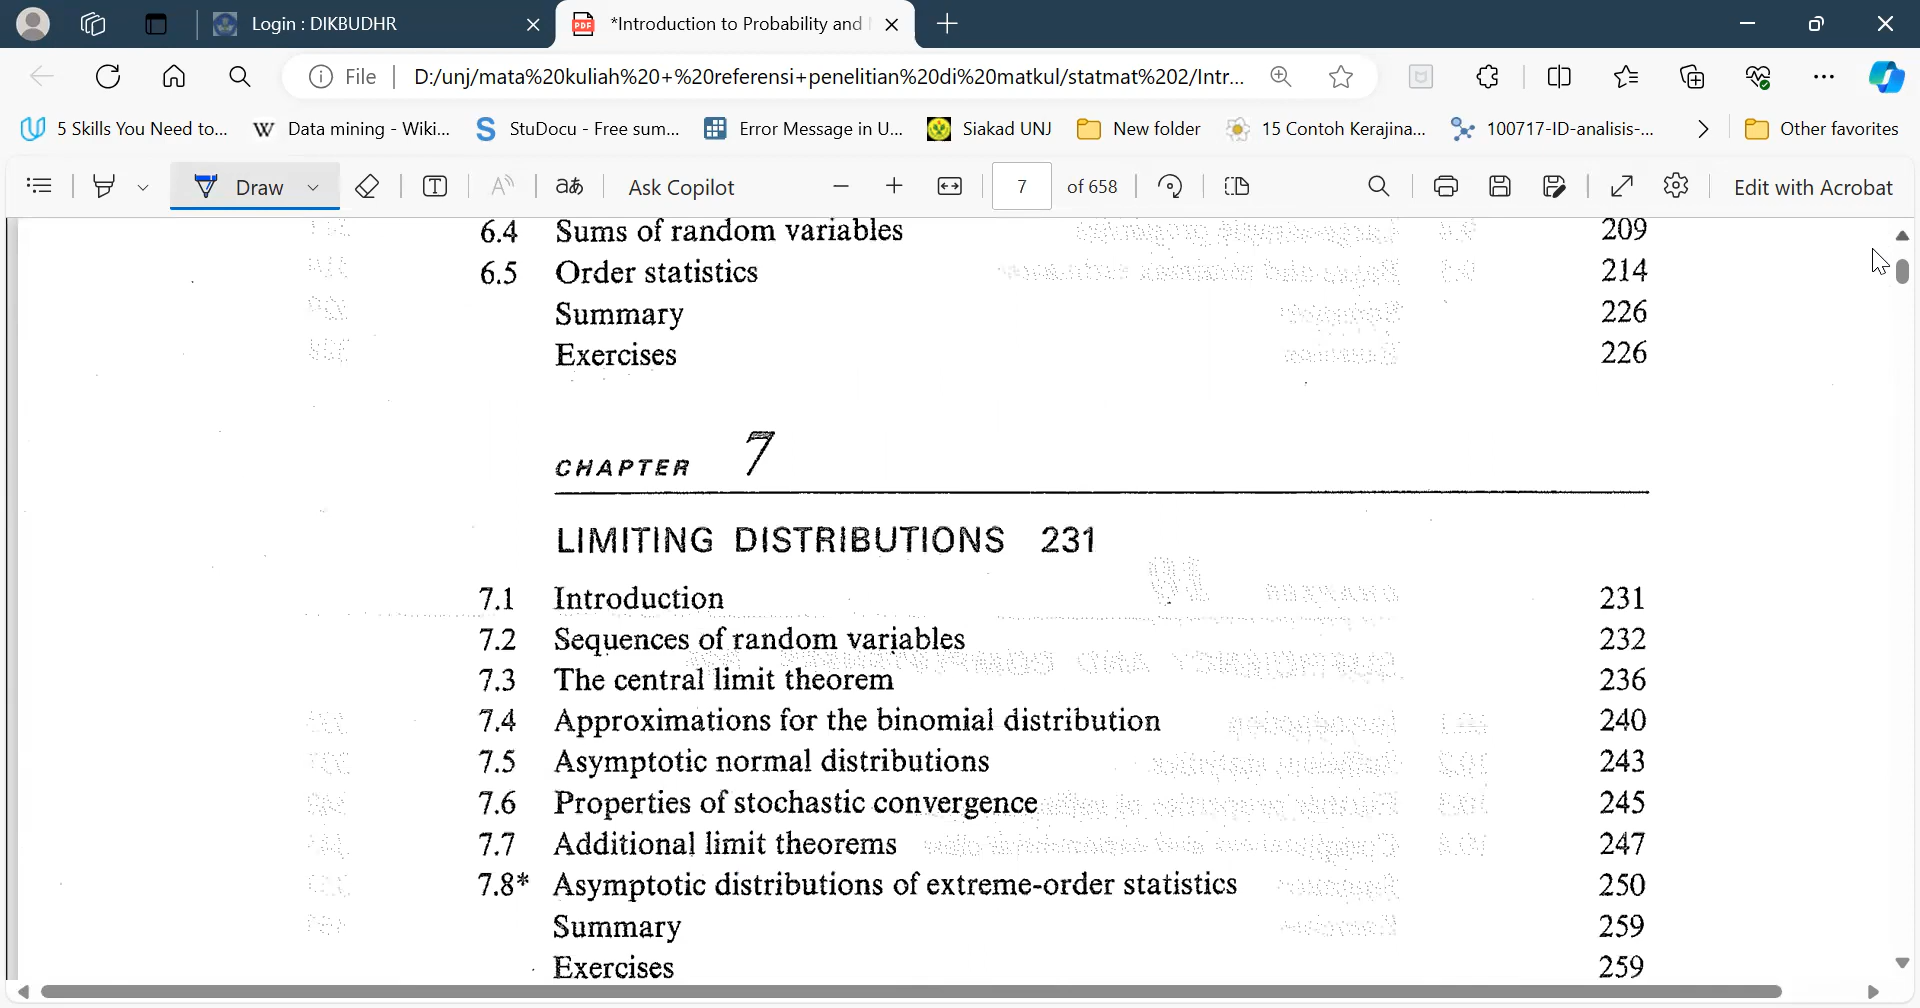 Login : DIKBUDHR
*Introduction to Probability and
File
D:/unj/mata%20kuliah%20+%20referensi+penelitian%20di%20matkul/statmat%202/Intr...
5 Skills You Need to...
Data mining - Wiki...
StuDocu - Free sum...
Error Message in U...
Siakad UNJ
New folder
15 Contoh Kerajina...
100717-ID-analisis-...
Other favorites
Draw
Ask Copilot
7 of 658
Edit with Acrobat
6.4 Sums of random variables 209
6.5 Order statistics 214
Summary 226
Exercises 226
CHAPTER 7
LIMITING DISTRIBUTIONS 231
7.1 Introduction 231
7.2 Sequences of random variables 232
7.3 The central limit theorem 236
7.4 Approximations for the binomial distribution 240
7.5 Asymptotic normal distributions 243
7.6 Properties of stochastic convergence 245
7.7 Additional limit theorems 247
7.8* Asymptotic distributions of extreme-order statistics 250
Summary 259
Exercises 259